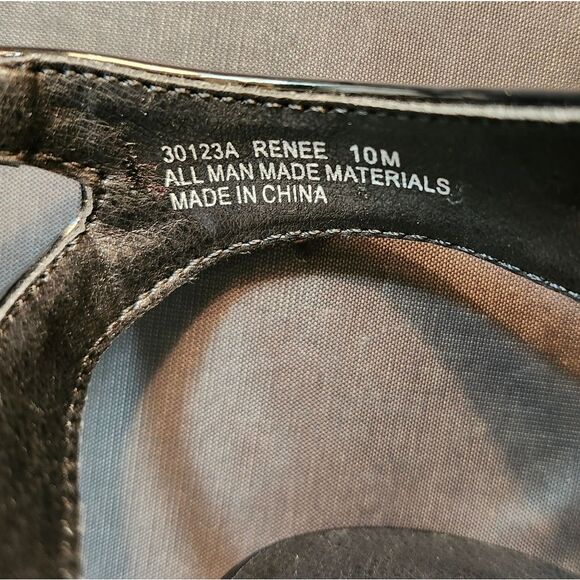 30123A RENEE 10M
ALL MAN MADE MATERIALS
MADE IN CHINA